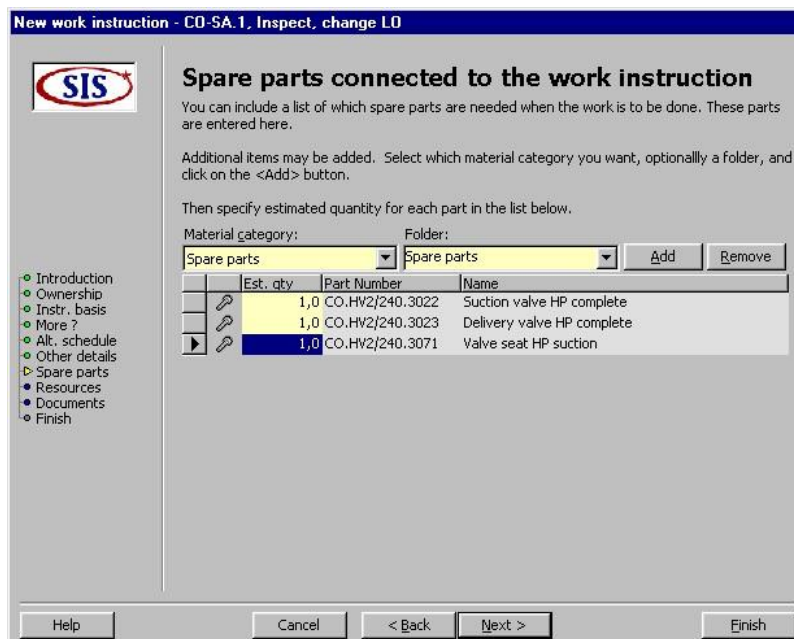 New work instruction - CO-SA.1, Inspect, change LO
SIS
Spare parts connected to the work instruction
You can include a list of which spare parts are needed when the work is to be done. These parts
are entered here.
Additional items may be added. Select which material category you want, optionallly a folder, and
click on the <Add> button.
Then specify estimated quantity for each part in the list below.
Material category: Folder:
Spare parts Spare parts Add Remove
Est. qty Part Number Name
1,0 CO.HV2/240.3022 Suction valve HP complete
1,0 CO.HV2/240.3023 Delivery valve HP complete
1,0 CO.HV2/240.3071 Valve seat HP suction
Introduction
Ownership
Instr. basis
More ?
Alt. schedule
Other details
Spare parts
Resources
Documents
Finish
Help Cancel < Back Next > Finish